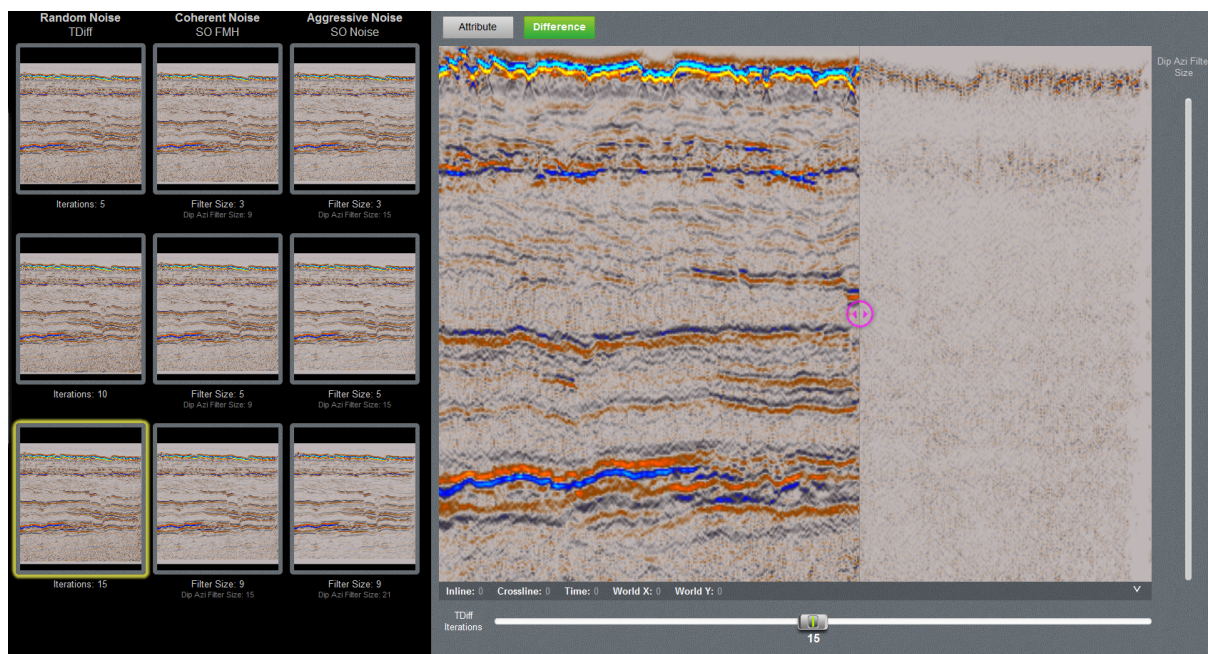 Random Noise
TDiff
Coherent Noise
SO FMH
Aggressive Noise
SO Noise
Iterations: 5
Filter Size: 3
Dip Azi Filter Size: 9
Filter Size: 3
Dip Azi Filter Size: 15
Iterations: 10
Filter Size: 5
Dip Azi Filter Size: 9
Filter Size: 5
Dip Azi Filter Size: 15
Iterations: 15
Filter Size: 9
Dip Azi Filter Size: 15
Filter Size: 9
Dip Azi Filter Size: 21
Attribute
Difference
Dip Azi Filte
Size
Inline: 0 Crossline: 0 Time: 0 World X: 0 World Y: 0
TDiff
Iterations
15